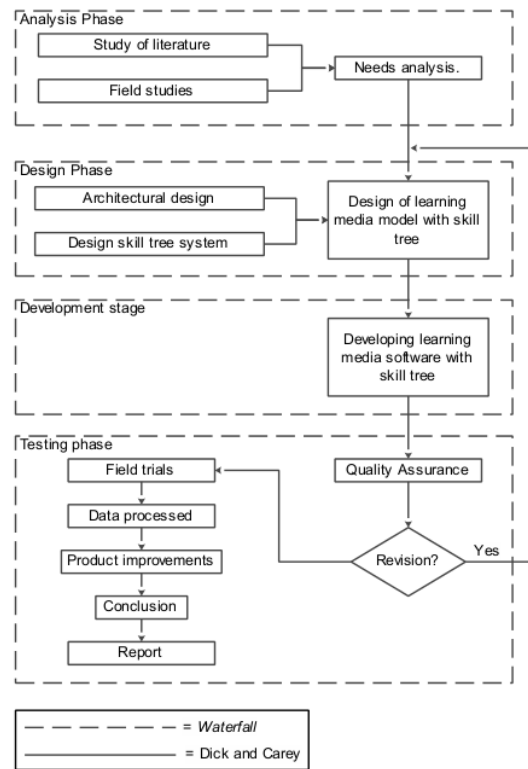 Analysis Phase
Study of literature
Field studies
Needs analysis.
Design Phase
Architectural design
Design skill tree system
Design of learning
media model with skill
tree
Development stage
Developing learning
media software with
skill tree
Testing phase
Field trials
Quality Assurance
Data processed
Product improvements
Revision?
Yes
Conclusion
Report
= Waterfall
= Dick and Carey